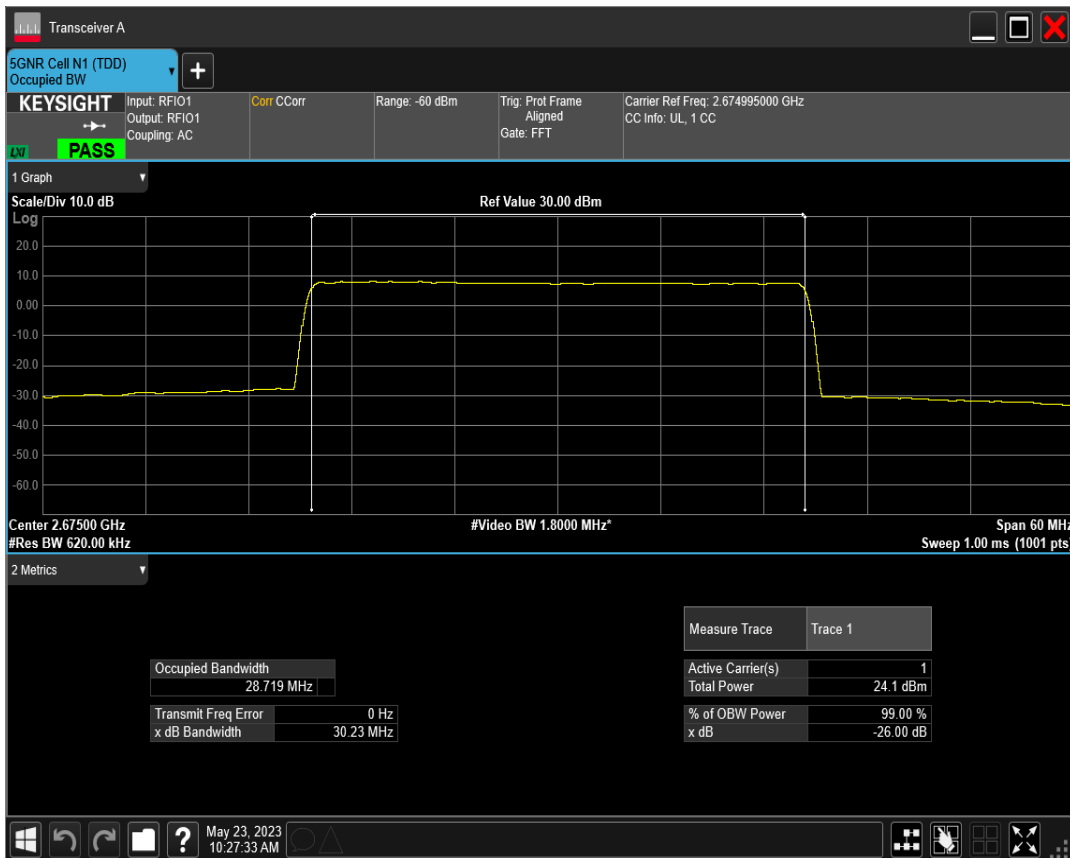 Transceiver A
5GNR Cell N1 (TDD)
Occupied BW
+
KEYSIGHT
LXI
PASS
Input: RFIO1
Output: RFIO1
Coupling: AC
Corr CCorr
Range: -60 dBm
Trig: Prot Frame
Aligned
Gate: FFT
Carrier Ref Freq: 2.674995000 GHz
CC Info: UL, 1 CC
1 Graph
Scale/Div 10.0 dB
Ref Value 30.00 dBm
Log
20.0
10.0
0.00
-10.0
-20.0
-30.0
-40.0
-50.0
-60.0
Center 2.67500 GHz
#Video BW 1.8000 MHz*
Span 60 MHz
#Res BW 620.00 kHz
Sweep 1.00 ms (1001 pts)
2 Metrics
Measure Trace Trace 1
Occupied Bandwidth
28.719 MHz
Active Carrier(s) 1
Total Power 24.1 dBm
Transmit Freq Error 0 Hz
x dB Bandwidth 30.23 MHz
% of OBW Power 99.00 %
x dB -26.00 dB
?
May 23, 2023
10:27:33 AM